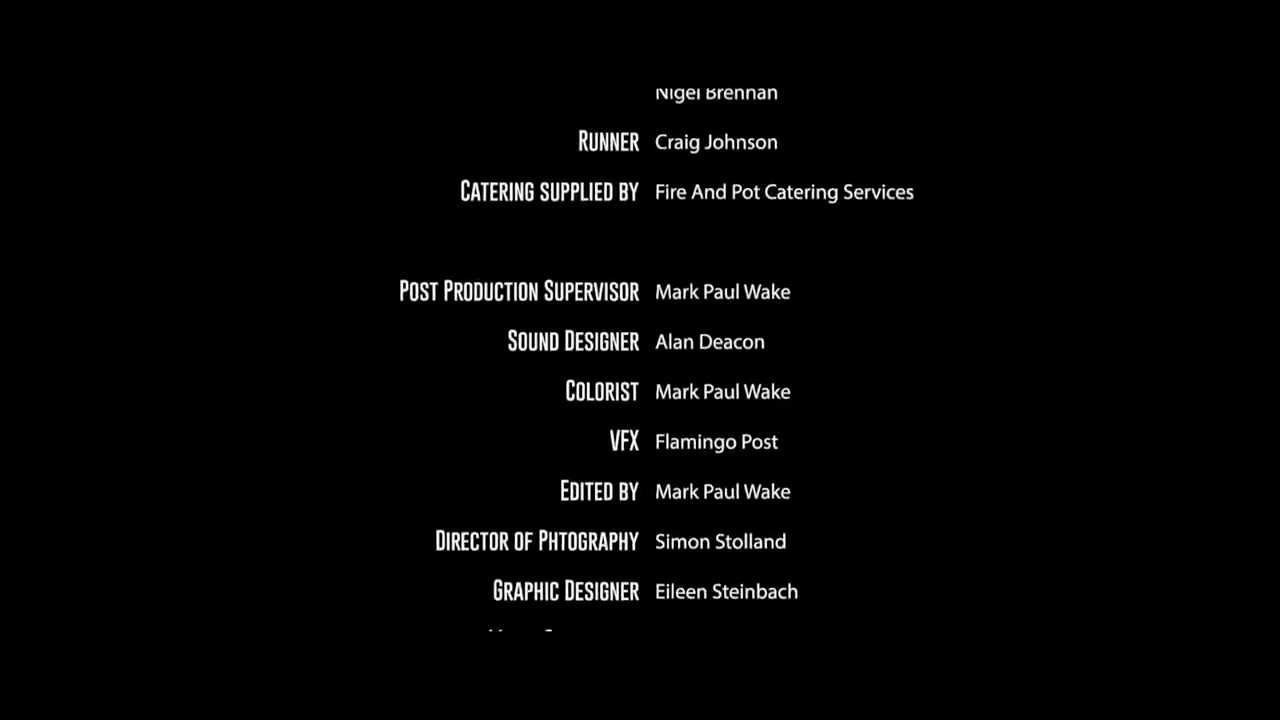 Nigel Brennan
RUNNER Craig Johnson
CATERING SUPPLIED BY Fire And Pot Catering Services
POST PRODUCTION SUPERVISOR Mark Paul Wake
SOUND DESIGNER Alan Deacon
COLORIST Mark Paul Wake
VFX Flamingo Post
EDITED BY Mark Paul Wake
DIRECTOR OF PHTOGRAPHY Simon Stolland
GRAPHIC DESIGNER Eileen Steinbach